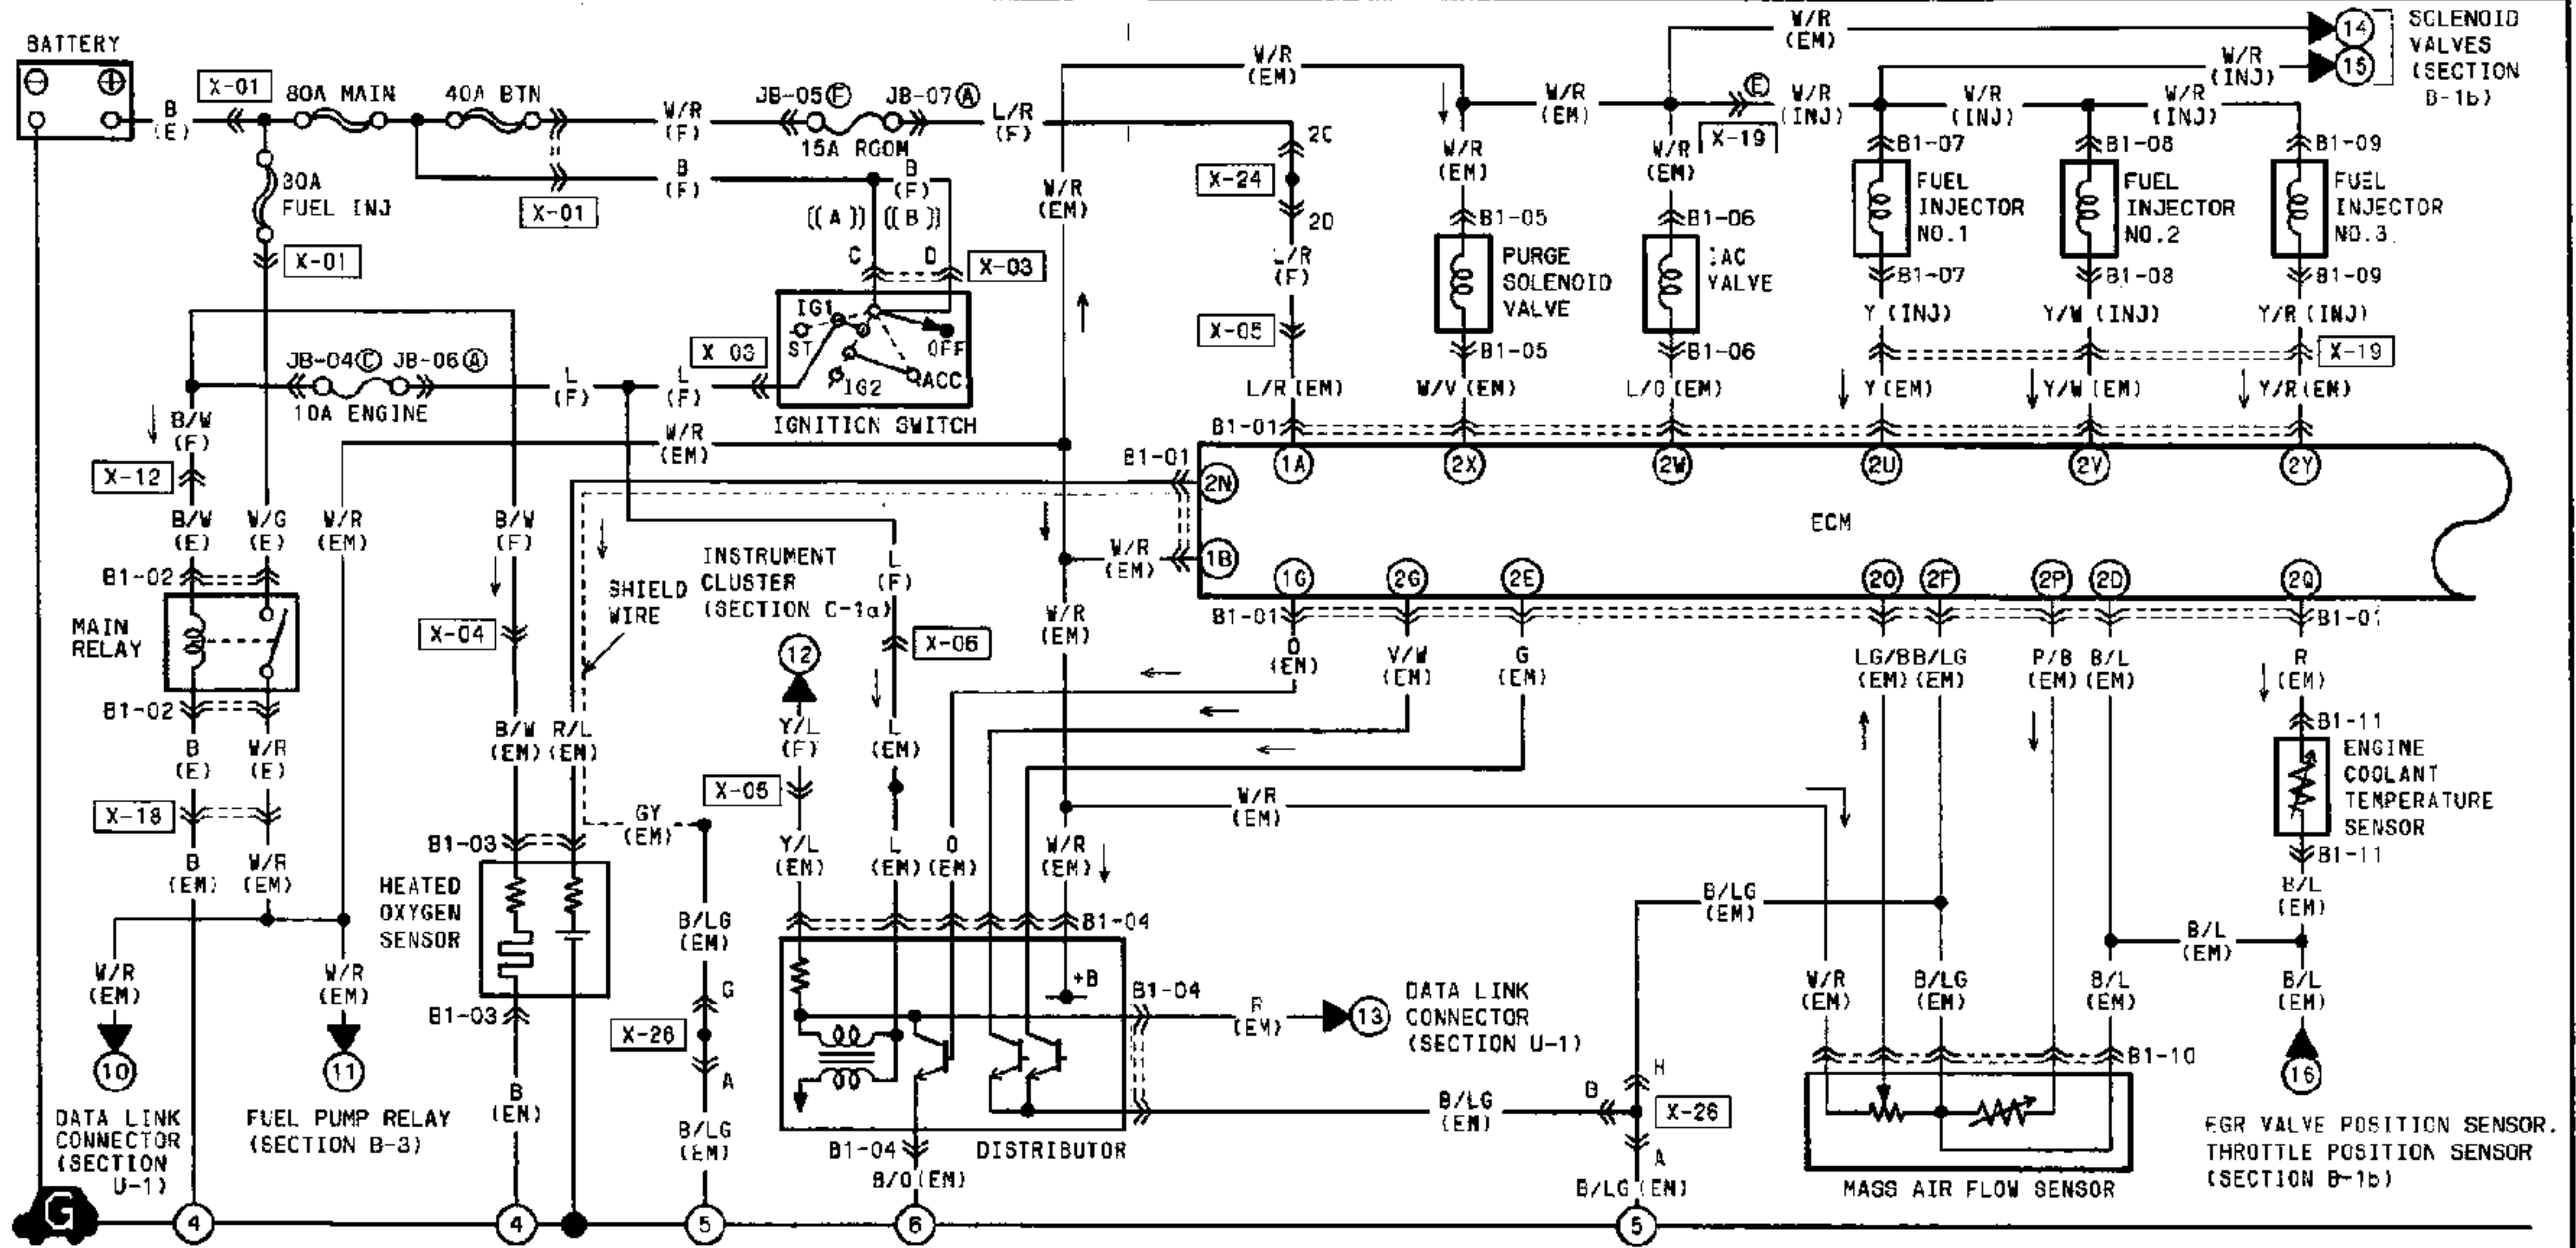 BATTERY
B
(E)
X-01
80A MAIN
40A BTN
W/R
(F)
JB-05 F
JB-07 A
15A ROOM
L/R
(F)
W/R
(EM)
W/R
(EM)
14
15
SOLENOID
VALVES
(SECTION
B-1b)
W/R
(INJ)
30A
FUEL INJ
X-01
B
(F)
X-01
B
(F)
((A))
((B))
C
D
X-03
W/R
(EM)
2C
X-24
2D
L/R
(F)
X-05
L/R (EM)
W/R
(EM)
W/R
(EM)
E
X-19
W/R
(EM)
W/R
(INJ)
W/R
(INJ)
W/R
(INJ)
B1-05
PURGE
SOLENOID
VALVE
B1-05
W/V (EM)
B1-06
IAC
VALVE
B1-06
L/O (EM)
B1-07
FUEL
INJECTOR
NO.1
B1-07
Y (INJ)
Y (EM)
B1-08
FUEL
INJECTOR
NO.2
B1-08
Y/W (INJ)
Y/W (EM)
B1-09
FUEL
INJECTOR
NO.3
B1-09
Y/R (INJ)
X-19
Y/R (EM)
IG1
ST
OFF
IG2
ACC
IGNITION SWITCH
X 03
JB-04 C
JB-06 A
10A ENGINE
L
(F)
L
(F)
W/R
(EM)
B/W
(F)
X-12
B/W
(E)
W/G
(E)
W/R
(EM)
B/W
(F)
B1-02
MAIN
RELAY
B1-02
B
(E)
W/R
(E)
X-18
B
(EM)
W/R
(EM)
W/R
(EM)
10
DATA LINK
CONNECTOR
(SECTION
U-1)
W/R
(EM)
11
FUEL PUMP RELAY
(SECTION B-3)
X-04
B/W
(EM)
R/L
(EM)
SHIELD
WIRE
B1-03
HEATED
OXYGEN
SENSOR
B1-03
B
(EM)
GY
(EM)
B/LG
(EM)
G
X-26
A
B/LG
(EM)
INSTRUMENT
CLUSTER
(SECTION C-1a)
12
Y/L
(F)
X-05
Y/L
(EM)
L
(F)
X-06
L
(EM)
L
(EM)
O
(EM)
B1-01
2N
1B
W/R
(EM)
W/R
(EM)
W/R
(EM)
W/R
(EM)
B1-01
1A
2X
2W
2U
2V
2Y
ECM
1G
2G
2E
2O
2F
2P
2D
2Q
B1-01
B1-01
O
(EM)
V/W
(EM)
G
(EM)
LG/B
(EM)
B/LG
(EM)
P/B
(EM)
B/L
(EM)
R
(EM)
B1-11
ENGINE
COOLANT
TEMPERATURE
SENSOR
B1-11
B/L
(EM)
B/L
(EM)
B/L
(EM)
16
EGR VALVE POSITION SENSOR.
THROTTLE POSITION SENSOR
(SECTION B-1b)
B1-04
+B
B1-04
R
(EM)
13
DATA LINK
CONNECTOR
(SECTION U-1)
B1-04
DISTRIBUTOR
B/O (EM)
B/LG
(EM)
B/LG
(EM)
H
B
X-26
A
B/LG (EM)
W/R
(EM)
B/LG
(EM)
B/L
(EM)
B1-10
MASS AIR FLOW SENSOR
G
4
4
5
6
5